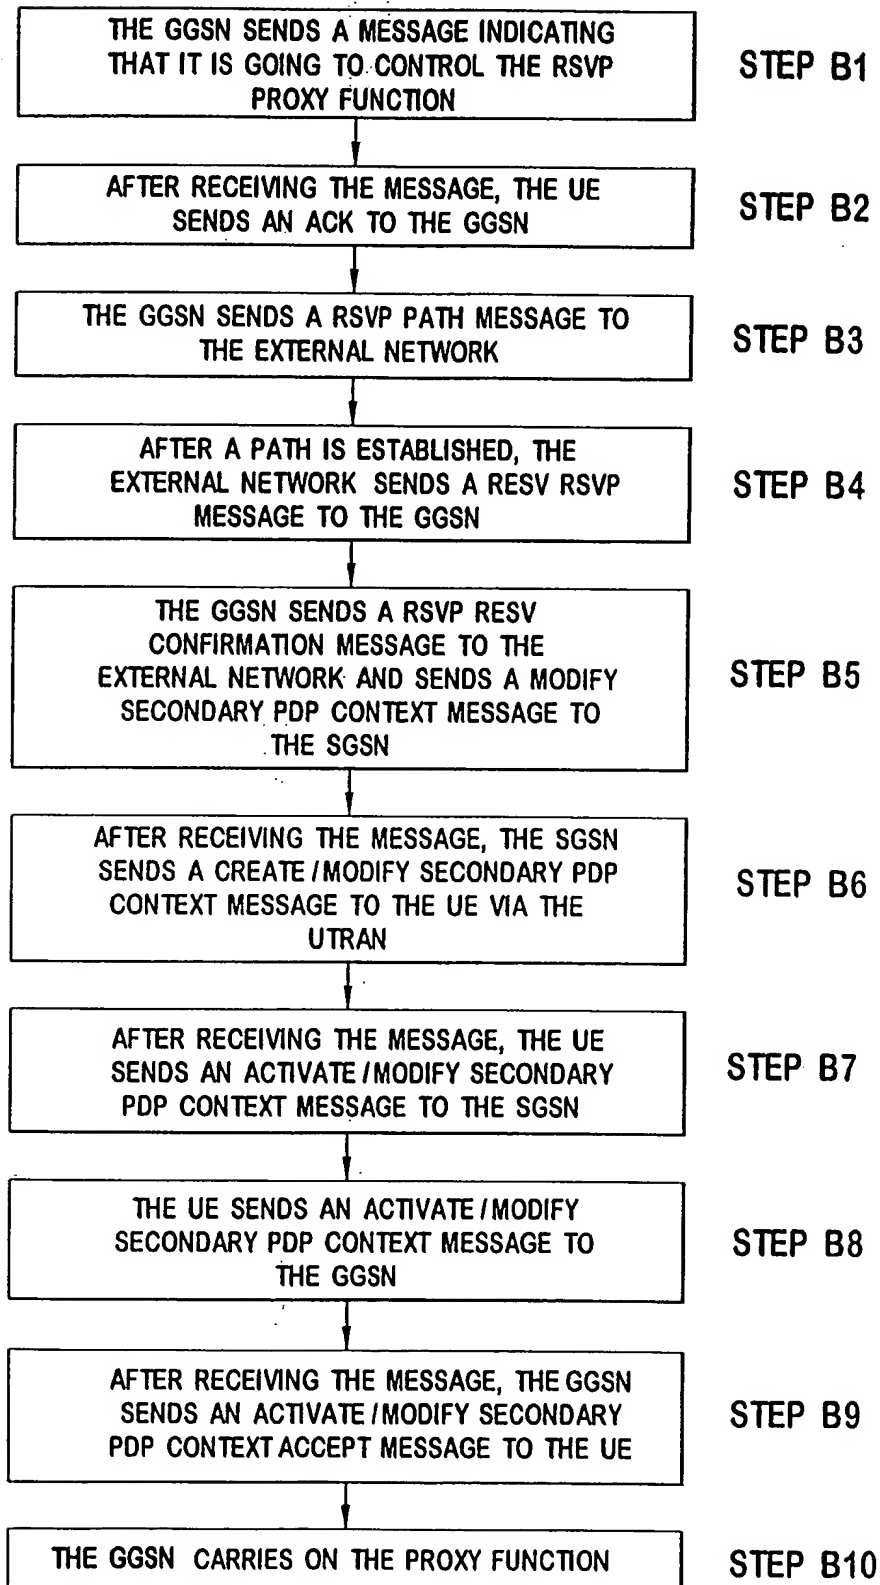 THE GGSN SENDS A MESSAGE INDICATING
THAT IT IS GOING TO CONTROL THE RSVP
PROXY FUNCTION
STEP B1
AFTER RECEIVING THE MESSAGE, THE UE
SENDS AN ACK TO THE GGSN
STEP B2
THE GGSN SENDS A RSVP PATH MESSAGE TO
THE EXTERNAL NETWORK
STEP B3
AFTER A PATH IS ESTABLISHED, THE
EXTERNAL NETWORK SENDS A RESV RSVP
MESSAGE TO THE GGSN
STEP B4
THE GGSN SENDS A RSVP RESV
CONFIRMATION MESSAGE TO THE
EXTERNAL NETWORK AND SENDS A MODIFY
SECONDARY PDP CONTEXT MESSAGE TO
THE SGSN
STEP B5
AFTER RECEIVING THE MESSAGE, THE SGSN
SENDS A CREATE/MODIFY SECONDARY PDP
CONTEXT MESSAGE TO THE UE VIA THE
UTRAN
STEP B6
AFTER RECEIVING THE MESSAGE, THE UE
SENDS AN ACTIVATE/MODIFY SECONDARY
PDP CONTEXT MESSAGE TO THE SGSN
STEP B7
THE UE SENDS AN ACTIVATE/MODIFY
SECONDARY PDP CONTEXT MESSAGE TO
THE GGSN
STEP B8
AFTER RECEIVING THE MESSAGE, THE GGSN
SENDS AN ACTIVATE/MODIFY SECONDARY
PDP CONTEXT ACCEPT MESSAGE TO THE UE
STEP B9
THE GGSN CARRIES ON THE PROXY FUNCTION
STEP B10